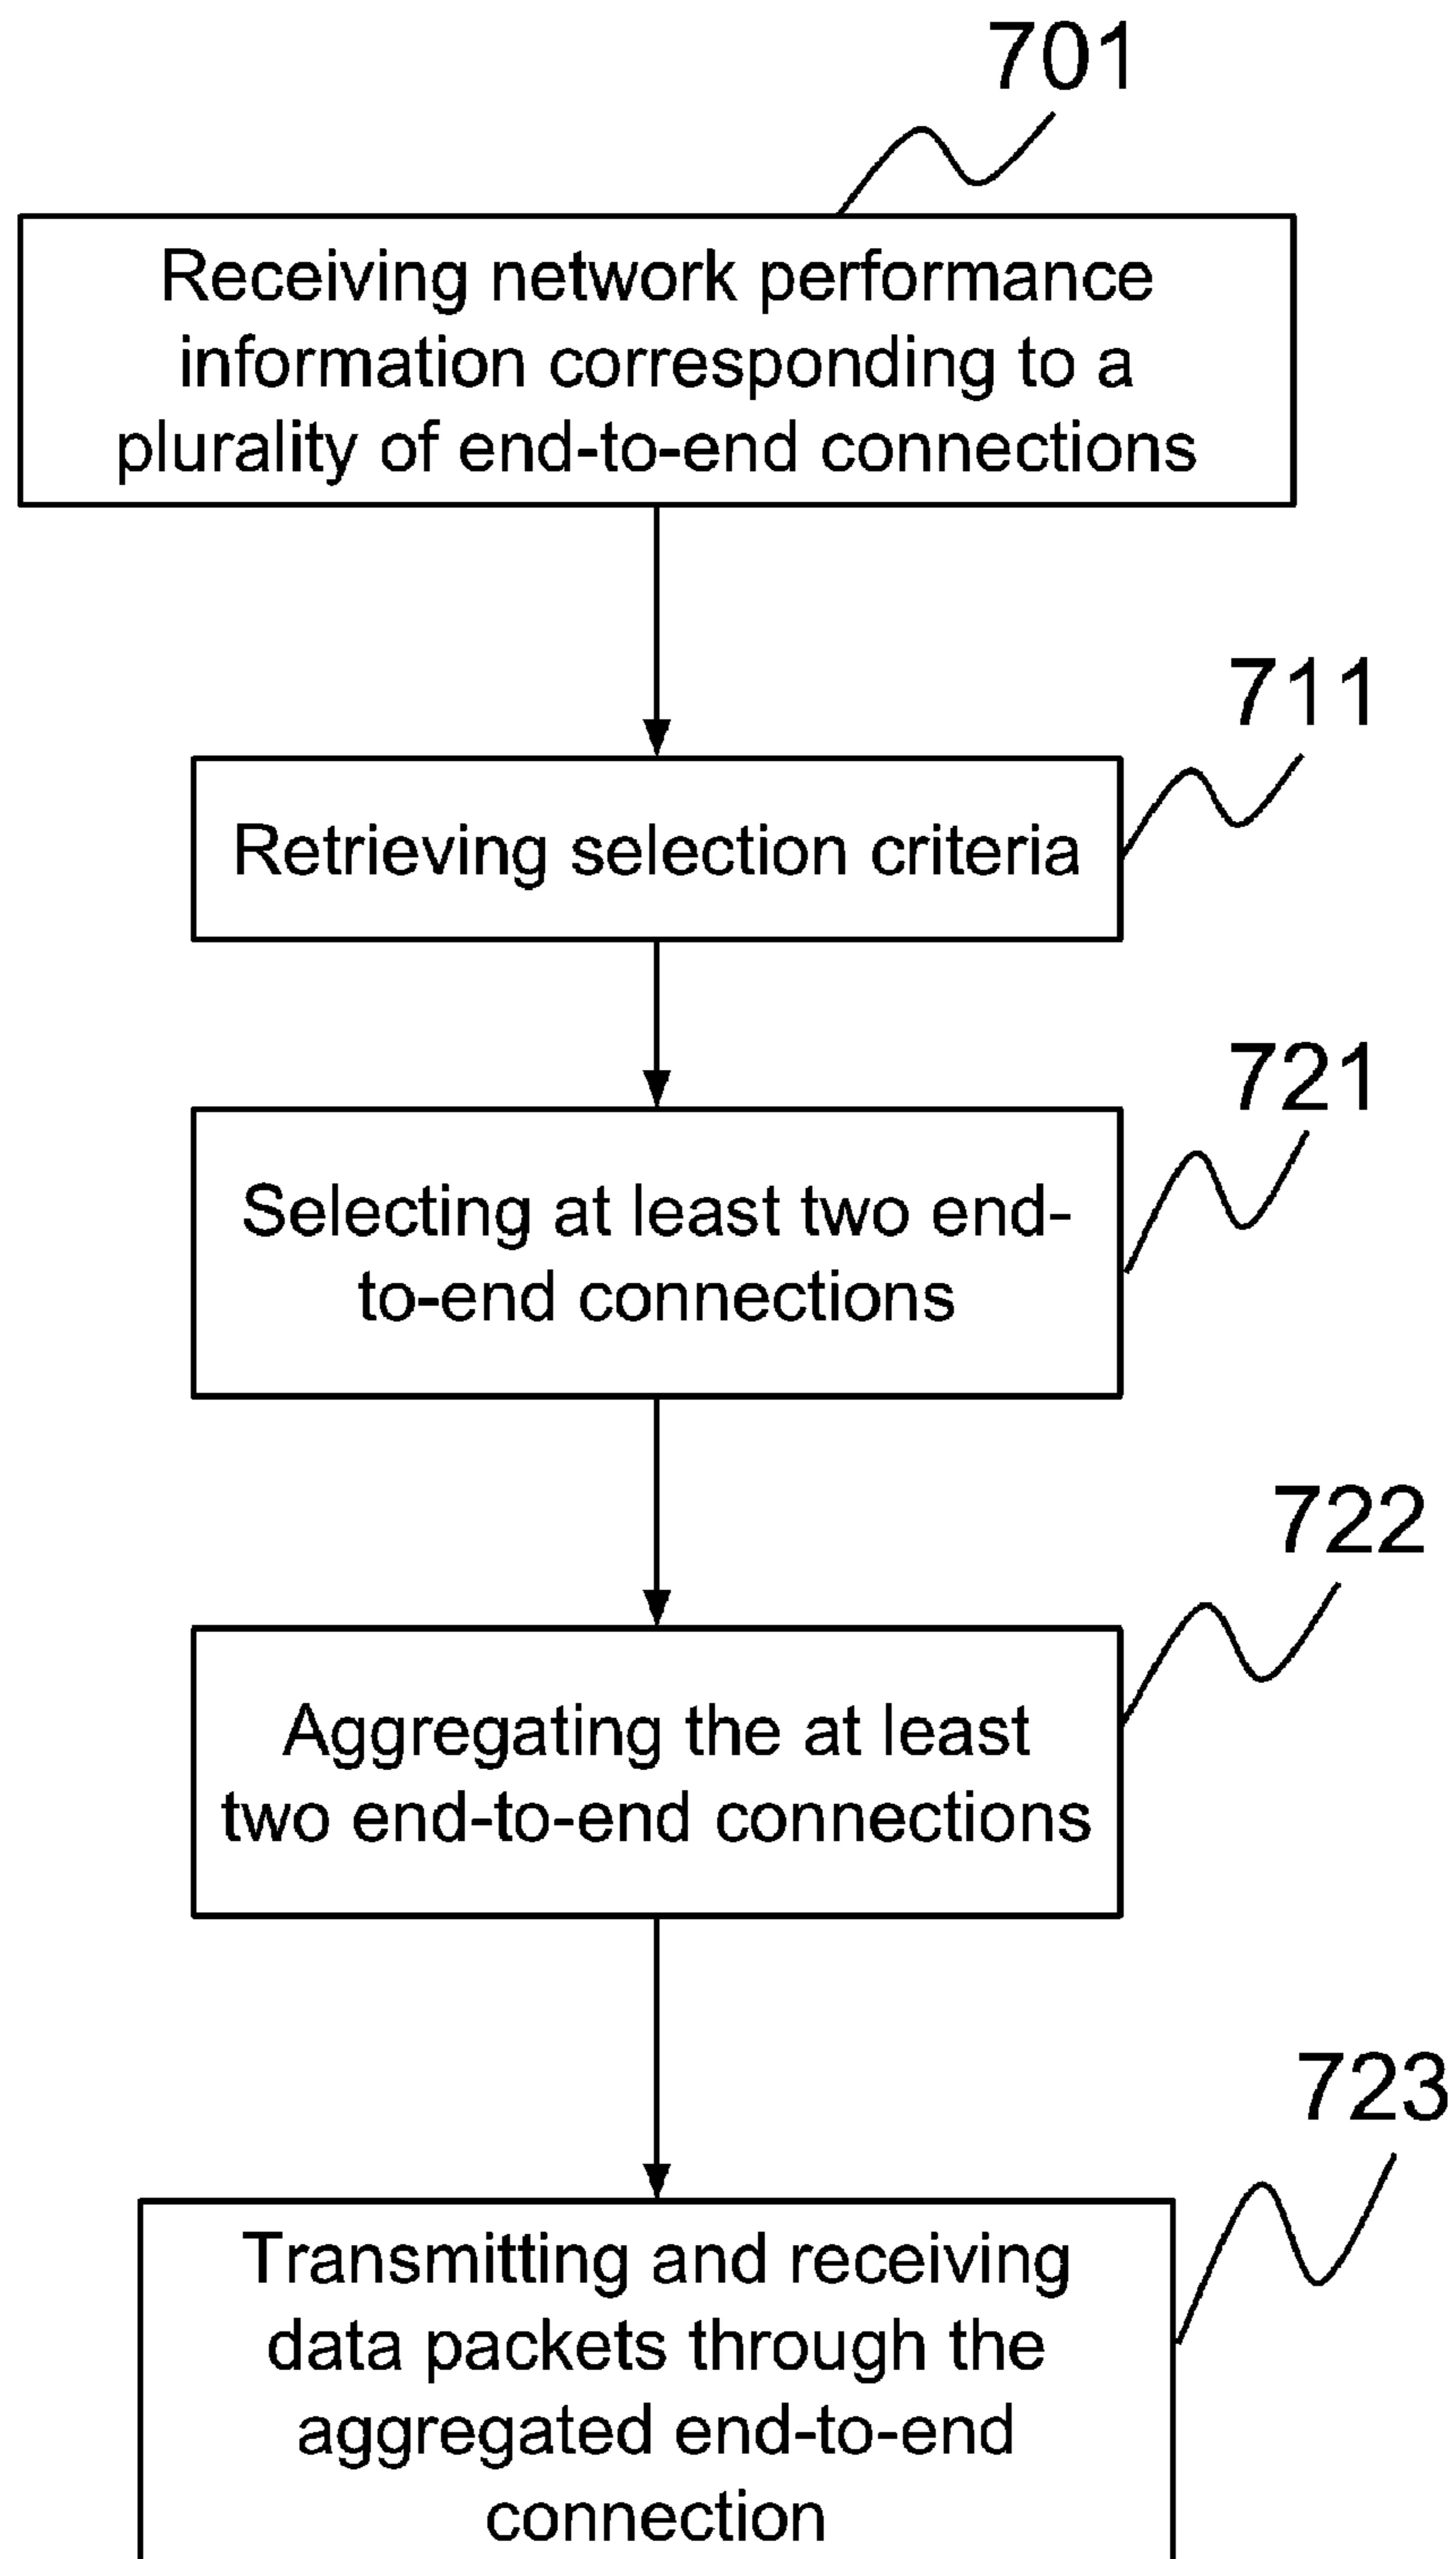 701
Receiving network performance
information corresponding to a
plurality of end-to-end connections
711
Retrieving selection criteria
721
Selecting at least two end-
to-end connections
722
Aggregating the at least
two end-to-end connections
723
Transmitting and receiving
data packets through the
aggregated end-to-end
connection